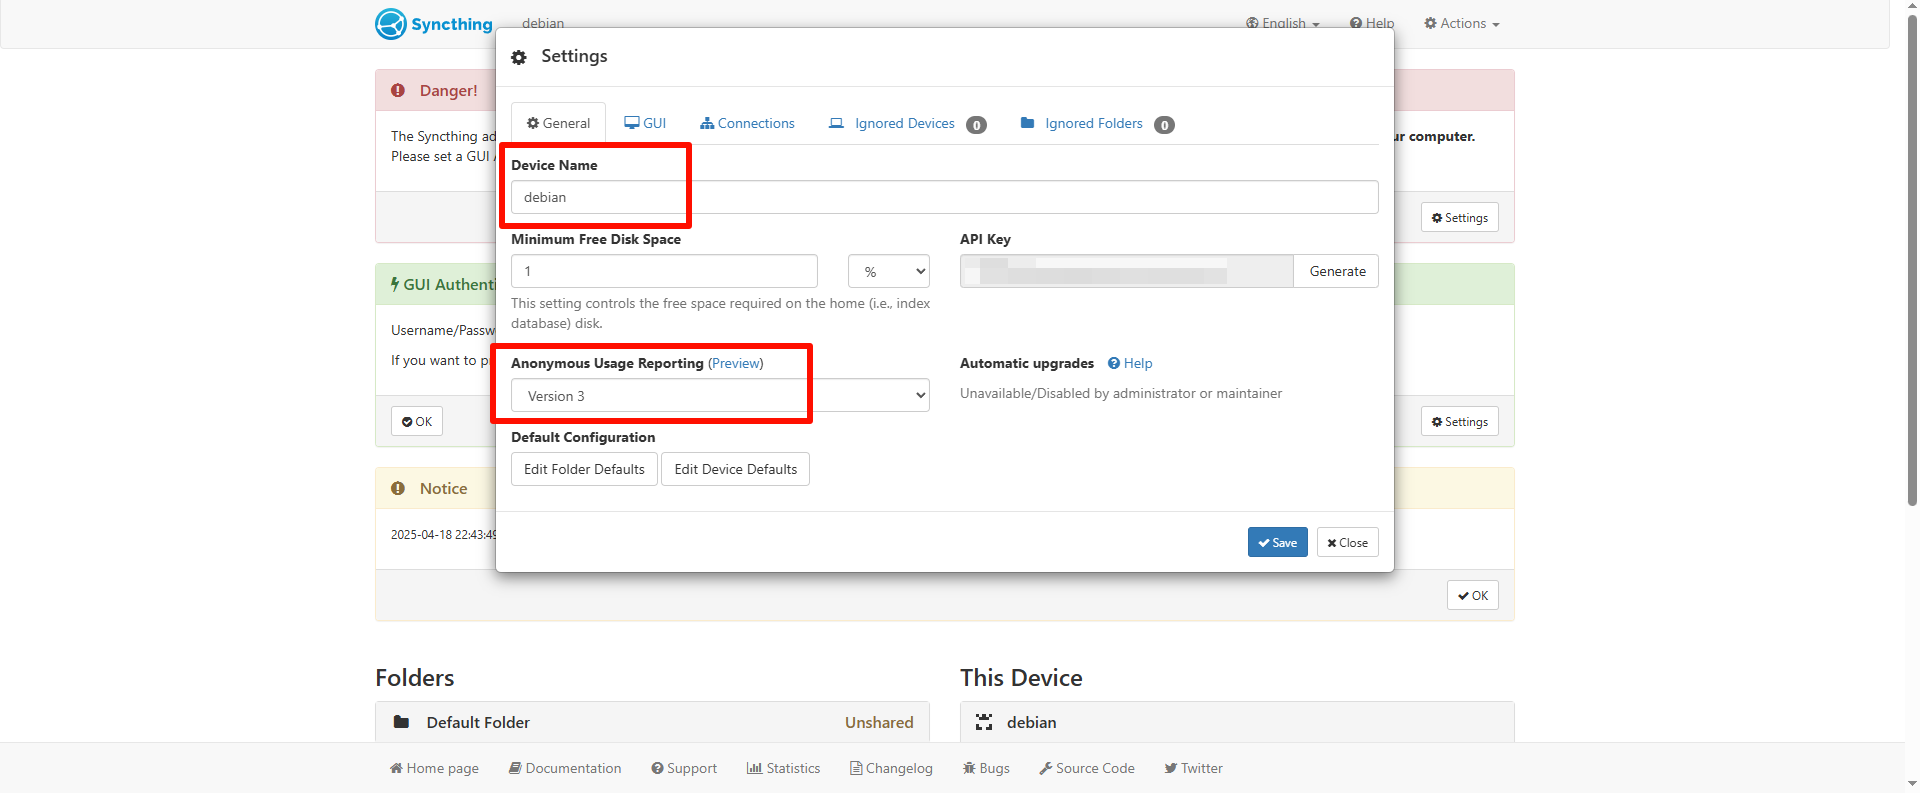 Syncthing
debian
English
Help
Actions
Settings
Danger!
General
GUI
Connections
Ignored Devices 0
Ignored Folders 0
The Syncthing ad
ur computer.
Please set a GUI
Device Name
debian
Settings
Minimum Free Disk Space
API Key
1
%
Generate
GUI Authenti
This setting controls the free space required on the home (i.e., index
database) disk.
Username/Passw
If you want to p
Anonymous Usage Reporting (Preview)
Automatic upgrades
Help
Version 3
Unavailable/Disabled by administrator or maintainer
OK
Settings
Default Configuration
Edit Folder Defaults
Edit Device Defaults
Notice
2025-04-18 22:43:49
Save
Close
OK
Folders
This Device
Default Folder
Unshared
debian
Home page
Documentation
Support
Statistics
Changelog
Bugs
Source Code
Twitter